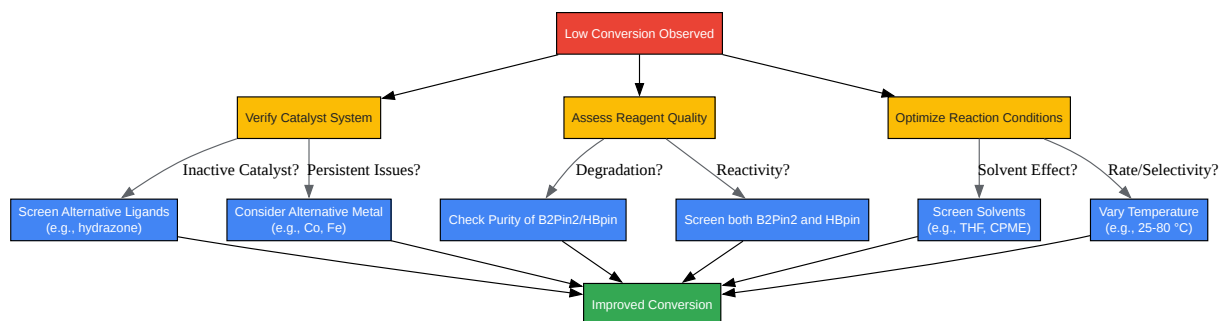 Low Conversion Observed
Verify Catalyst System
Assess Reagent Quality
Optimize Reaction Conditions
Inactive Catalyst?
Persistent Issues?
Degradation?
Reactivity?
Solvent Effect?
Rate/Selectivity?
Screen Alternative Ligands
(e.g., hydrazone)
Consider Alternative Metal
(e.g., Co, Fe)
Check Purity of B2Pin2/HBpin
Screen both B2Pin2 and HBpin
Screen Solvents
(e.g., THF, CPME)
Vary Temperature
(e.g., 25-80 °C)
Improved Conversion